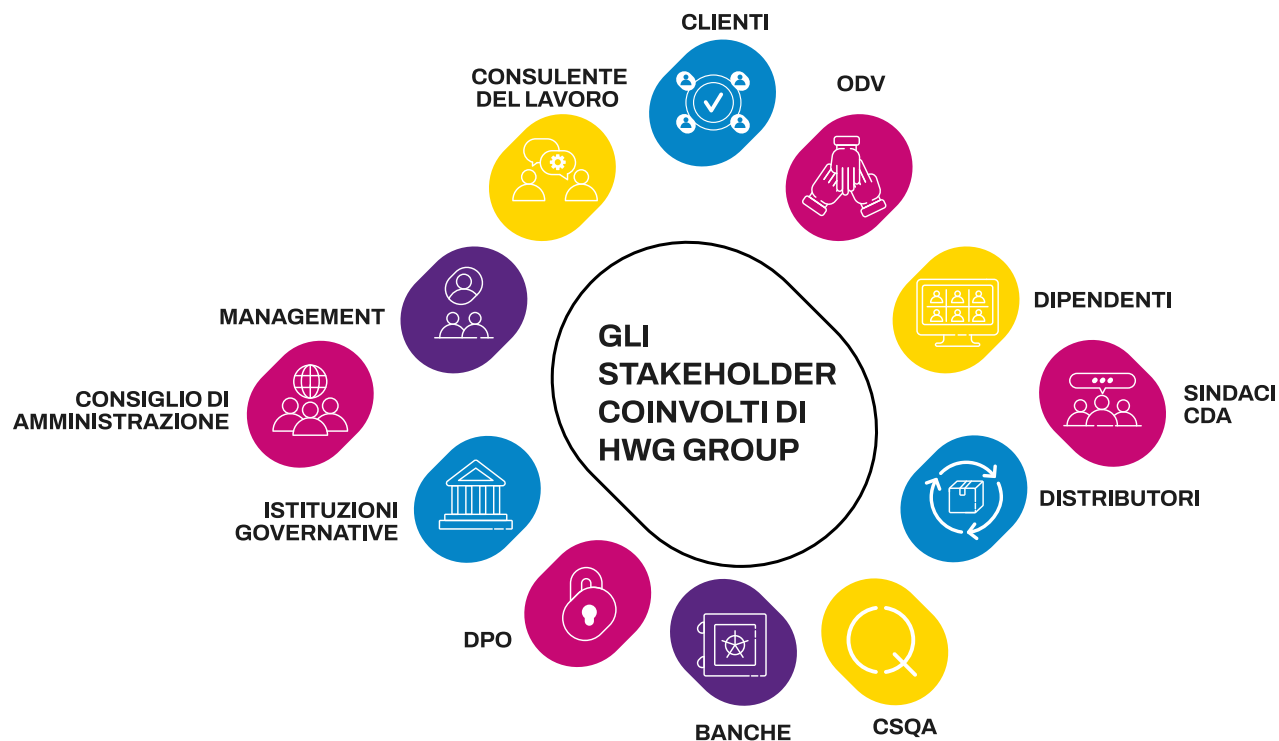 CLIENTI
CONSULENTE
DEL LAVORO
ODV
MANAGEMENT
DIPENDENTI
GLI
STAKEHOLDER
COINVOLTI DI
HWG GROUP
CONSIGLIO DI
AMMINISTRAZIONE
SINDACI
CDA
ISTITUZIONI
GOVERNATIVE
DISTRIBUTORI
DPO
BANCHE
CSQA